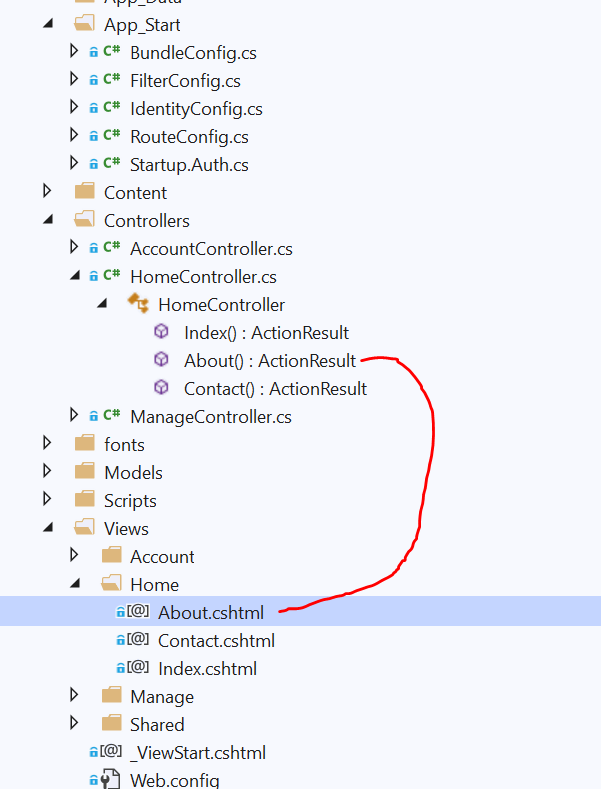 App_Data
App_Start
C# BundleConfig.cs
C# FilterConfig.cs
C# IdentityConfig.cs
C# RouteConfig.cs
C# Startup.Auth.cs
Content
Controllers
C# AccountController.cs
C# HomeController.cs
HomeController
Index() : ActionResult
About() : ActionResult
Contact() : ActionResult
C# ManageController.cs
fonts
Models
Scripts
Views
Account
Home
[@] About.cshtml
[@] Contact.cshtml
[@] Index.cshtml
Manage
Shared
[@] _ViewStart.cshtml
Web.config